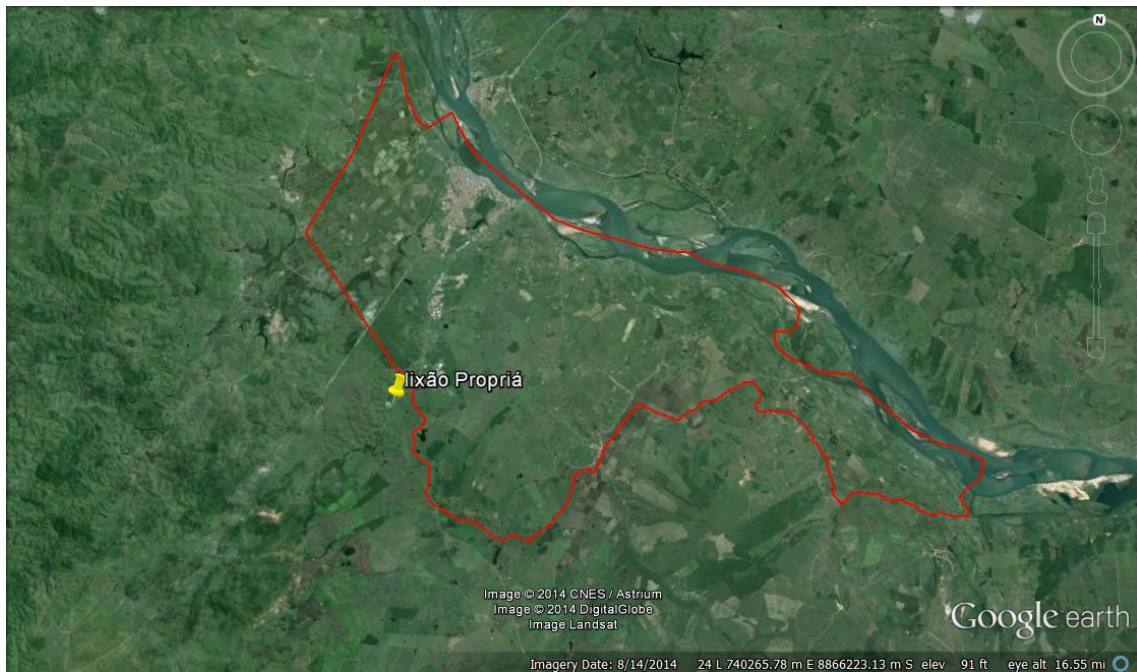 N
lixão Propriá
Image © 2014 CNES / Astrium
Image © 2014 DigitalGlobe
Image Landsat
Google earth
Imagery Date: 8/14/2014 24 L 740265.78 m E 8866223.13 m S elev 91 ft eye alt 16.55 mi